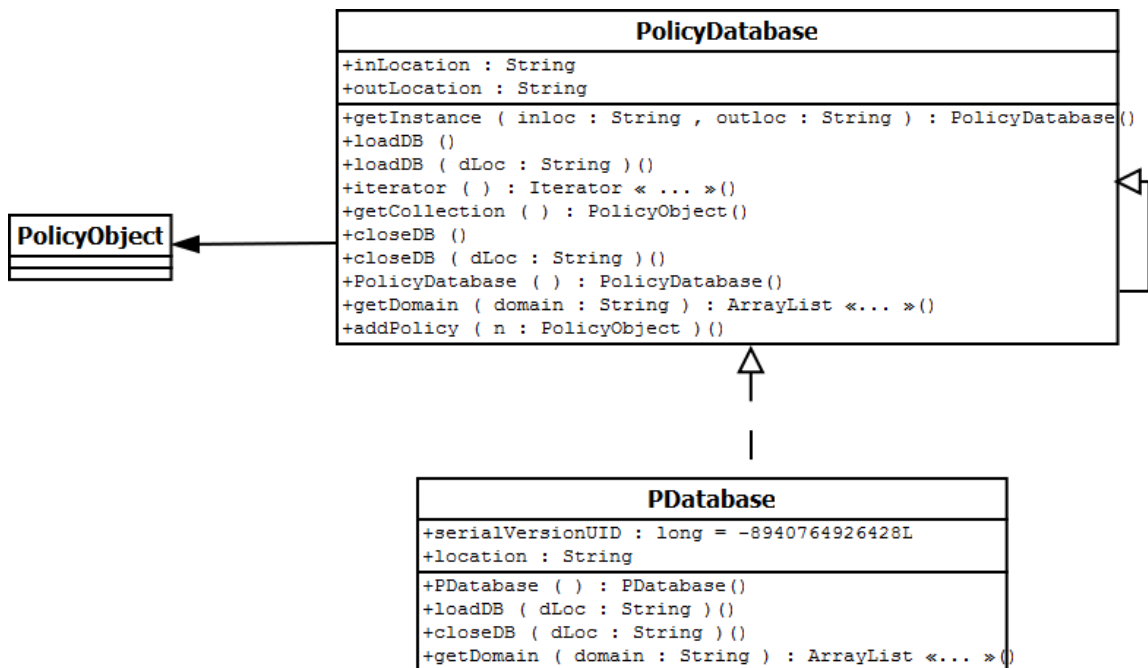 PolicyDatabase
+inLocation : String
+outLocation : String
+getInstance ( inloc : String , outloc : String ) : PolicyDatabase()
+loadDB ()
+loadDB ( dLoc : String )()
+iterator ( ) : Iterator « ... »()
+getCollection ( ) : PolicyObject()
+closeDB ()
+closeDB ( dLoc : String )()
+PolicyDatabase ( ) : PolicyDatabase()
+getDomain ( domain : String ) : ArrayList «... »()
+addPolicy ( n : PolicyObject )()
PolicyObject
PDatabase
+serialVersionUID : long = -8940764926428L
+location : String
+PDatabase ( ) : PDatabase()
+loadDB ( dLoc : String )()
+closeDB ( dLoc : String )()
+getDomain ( domain : String ) : ArrayList «... »()